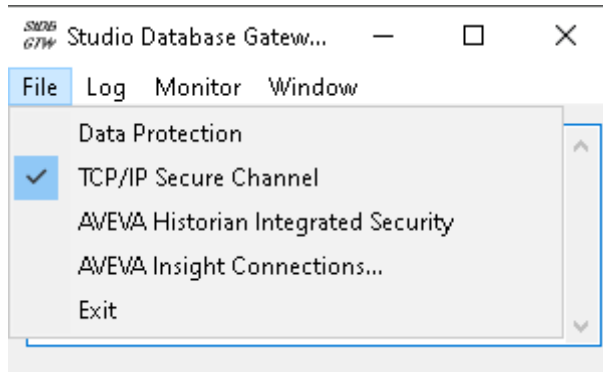 StDB
GTW Studio Database Gatew...
File Log Monitor Window
Data Protection
TCP/IP Secure Channel
AVEVA Historian Integrated Security
AVEVA Insight Connections...
Exit